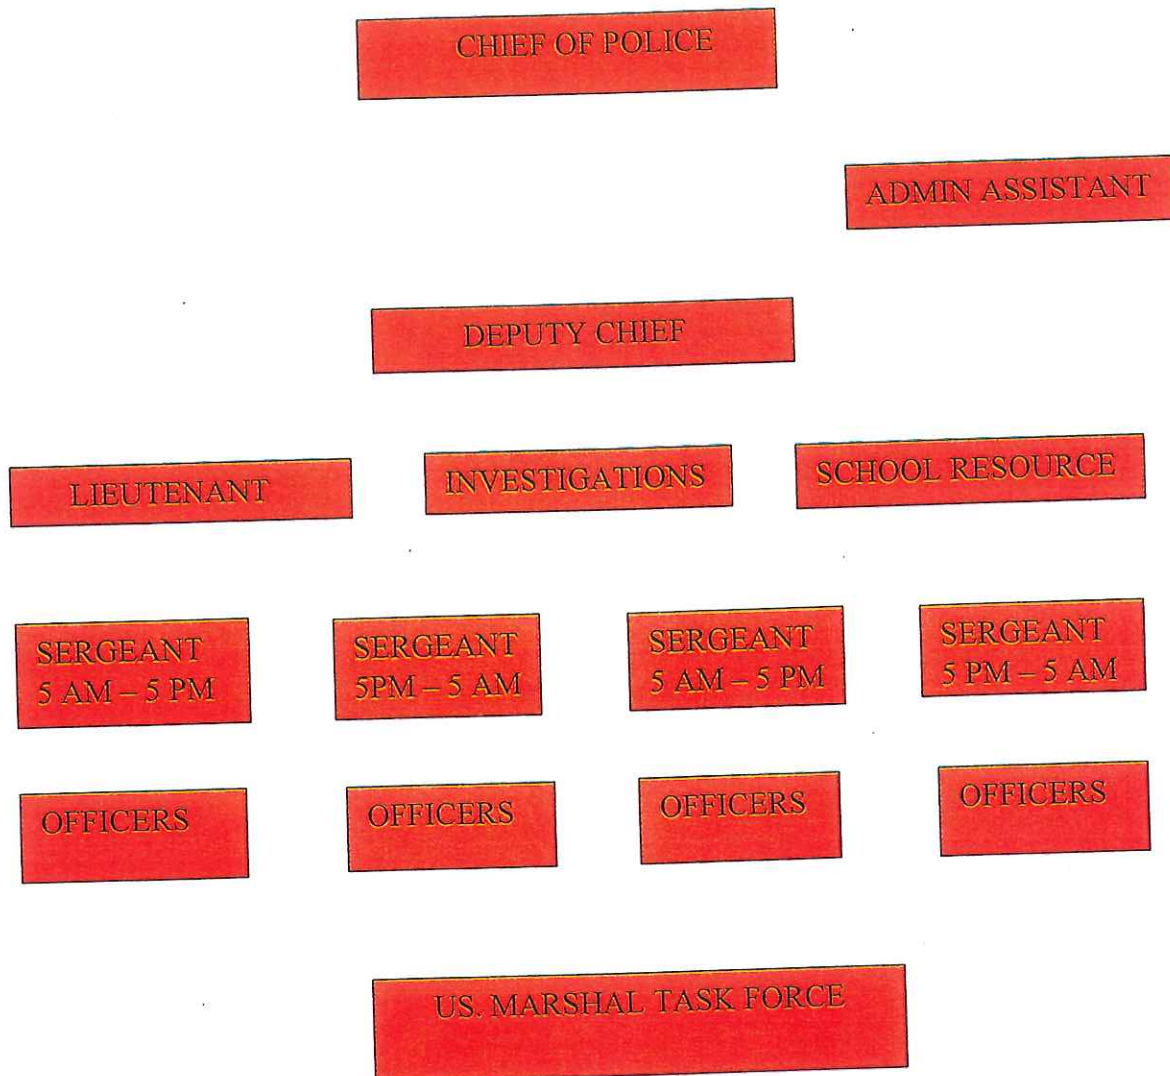 CHIEF OF POLICE
ADMIN ASSISTANT
DEPUTY CHIEF
LIEUTENANT
INVESTIGATIONS
SCHOOL RESOURCE
SERGEANT
5 AM – 5 PM
SERGEANT
5PM – 5 AM
SERGEANT
5 AM – 5 PM
SERGEANT
5 PM – 5 AM
OFFICERS
OFFICERS
OFFICERS
OFFICERS
US. MARSHAL TASK FORCE